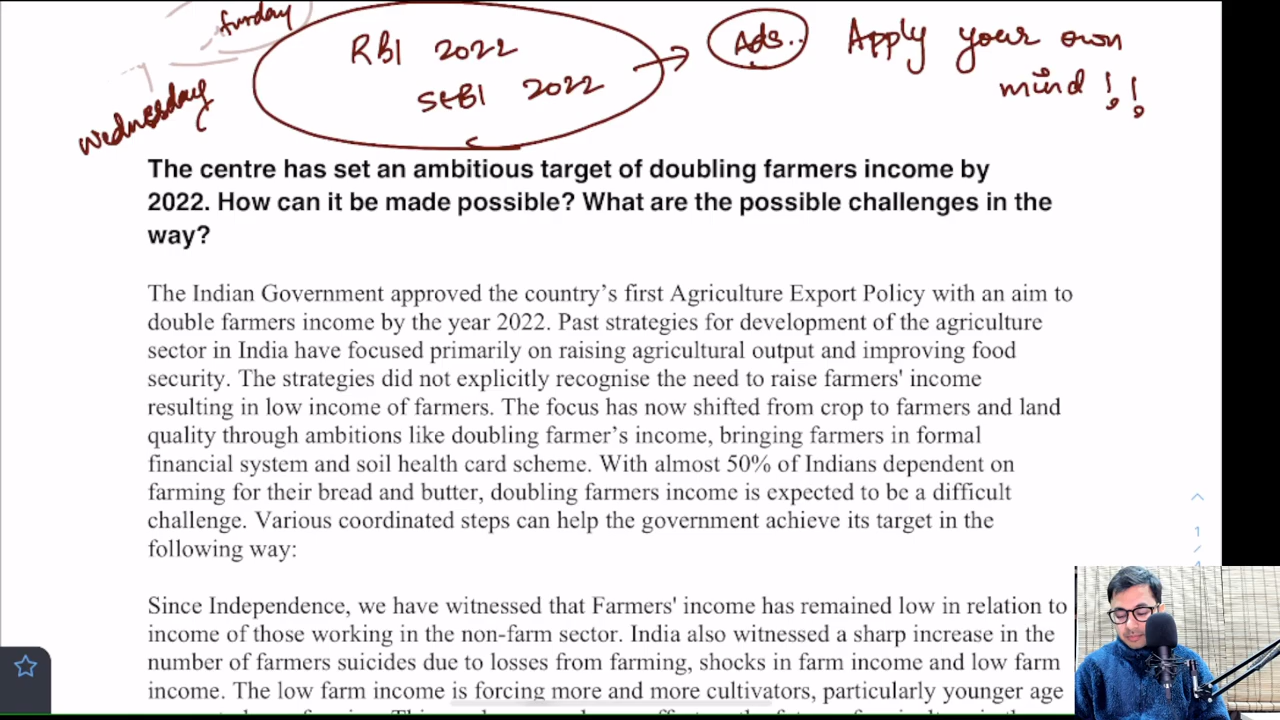 sunday
RBI 2022
SEBI 2022
Ads..
Apply your own
mind !!
wednesday
The centre has set an ambitious target of doubling farmers income by
2022. How can it be made possible? What are the possible challenges in the
way?
The Indian Government approved the country's first Agriculture Export Policy with an aim to
double farmers income by the year 2022. Past strategies for development of the agriculture
sector in India have focused primarily on raising agricultural output and improving food
security. The strategies did not explicitly recognise the need to raise farmers' income
resulting in low income of farmers. The focus has now shifted from crop to farmers and land
quality through ambitions like doubling farmer's income, bringing farmers in formal
financial system and soil health card scheme. With almost 50% of Indians dependent on
farming for their bread and butter, doubling farmers income is expected to be a difficult
challenge. Various coordinated steps can help the government achieve its target in the
following way:
1
/
Since Independence, we have witnessed that Farmers' income has remained low in relation to
income of those working in the non-farm sector. India also witnessed a sharp increase in the
number of farmers suicides due to losses from farming, shocks in farm income and low farm
income. The low farm income is forcing more and more cultivators, particularly younger age